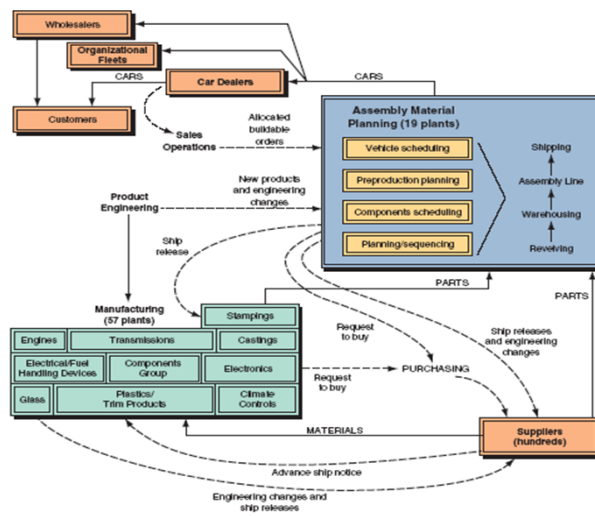 Wholesalers
Organizational
Fleets
CARS
Car Dealers
CARS
Customers
Sales
Operations
Allocated
buildable
orders
Assembly Material
Planning (19 plants)
Vehicle scheduling
Preproduction planning
Components scheduling
Planning/sequencing
Shipping
Assembly Line
Warehousing
Revelving
Product
Engineering
New products
and engineering
changes
Ship
release
Manufacturing
(57 plants)
PARTS
PARTS
Stampings
Engines
Transmissions
Castings
Electrical/Fuel
Handling Devices
Components
Group
Electronics
Glass
Plastics/
Trim Products
Climate
Controls
Request
to buy
Ship releases
and engineering
changes
Request
to buy
PURCHASING
MATERIALS
Suppliers
(hundreds)
Advance ship notice
Engineering changes and
ship releases